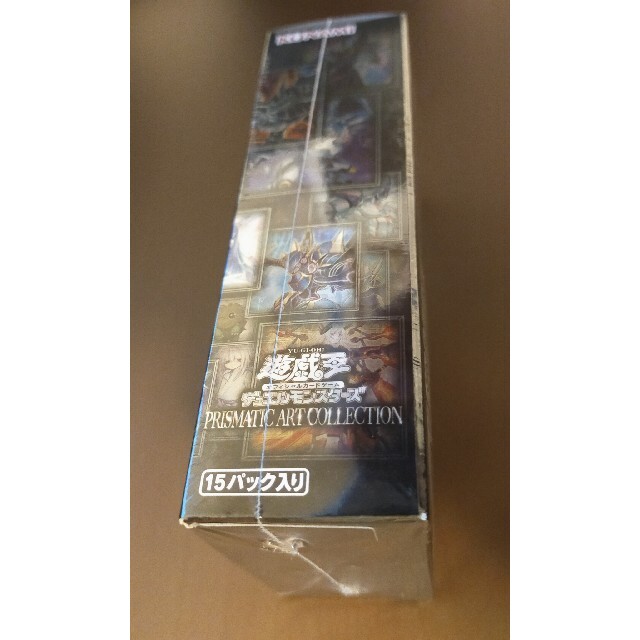 YU-GI-OH!
遊戯王
オフィシャルカードゲーム
デュエルモンスターズ
PRISMATIC ART COLLECTION
15パック入り